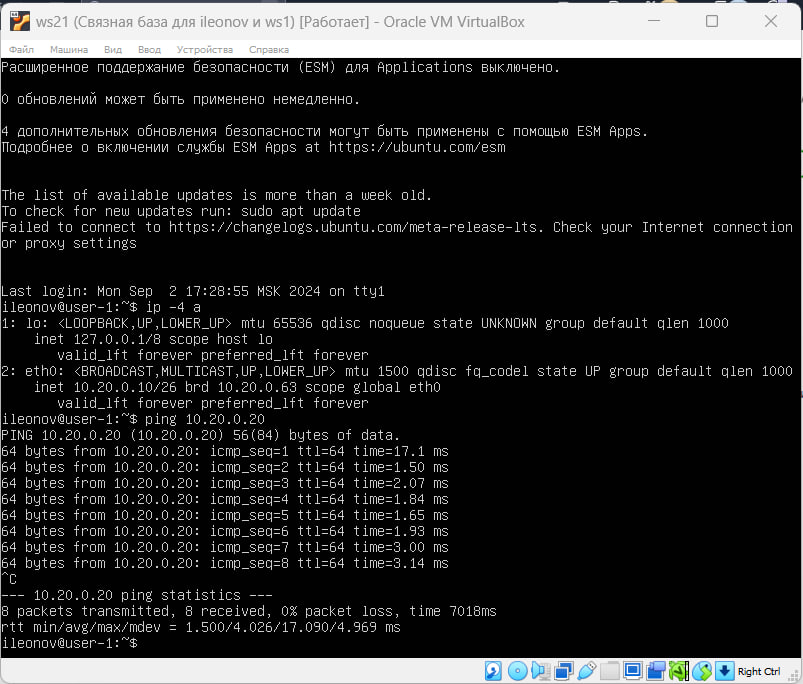 ws21 (Связная база для ileonov и ws1) [Работает] - Oracle VM VirtualBox
Файл Машина Вид Ввод Устройства Справка
Расширенное поддержание безопасности (ESM) для Applications выключено.
0 обновлений может быть применено немедленно.
4 дополнительных обновления безопасности могут быть применены с помощью ESM Apps.
Подробнее о включении службы ESM Apps at https://ubuntu.com/esm
The list of available updates is more than a week old.
To check for new updates run: sudo apt update
Failed to connect to https://changelogs.ubuntu.com/meta-release-lts. Check your Internet connection
or proxy settings
Last login: Mon Sep  2 17:28:55 MSK 2024 on tty1
ileonov@user-1:~$ ip -4 a
1: lo: <LOOPBACK,UP,LOWER_UP> mtu 65536 qdisc noqueue state UNKNOWN group default qlen 1000
    inet 127.0.0.1/8 scope host lo
       valid_lft forever preferred_lft forever
2: eth0: <BROADCAST,MULTICAST,UP,LOWER_UP> mtu 1500 qdisc fq_codel state UP group default qlen 1000
    inet 10.20.0.10/26 brd 10.20.0.63 scope global eth0
       valid_lft forever preferred_lft forever
ileonov@user-1:~$ ping 10.20.0.20
PING 10.20.0.20 (10.20.0.20) 56(84) bytes of data.
64 bytes from 10.20.0.20: icmp_seq=1 ttl=64 time=17.1 ms
64 bytes from 10.20.0.20: icmp_seq=2 ttl=64 time=1.50 ms
64 bytes from 10.20.0.20: icmp_seq=3 ttl=64 time=2.07 ms
64 bytes from 10.20.0.20: icmp_seq=4 ttl=64 time=1.84 ms
64 bytes from 10.20.0.20: icmp_seq=5 ttl=64 time=1.65 ms
64 bytes from 10.20.0.20: icmp_seq=6 ttl=64 time=1.93 ms
64 bytes from 10.20.0.20: icmp_seq=7 ttl=64 time=3.00 ms
64 bytes from 10.20.0.20: icmp_seq=8 ttl=64 time=3.14 ms
^C
--- 10.20.0.20 ping statistics ---
8 packets transmitted, 8 received, 0% packet loss, time 7018ms
rtt min/avg/max/mdev = 1.500/4.026/17.090/4.969 ms
ileonov@user-1:~$
Right Ctrl